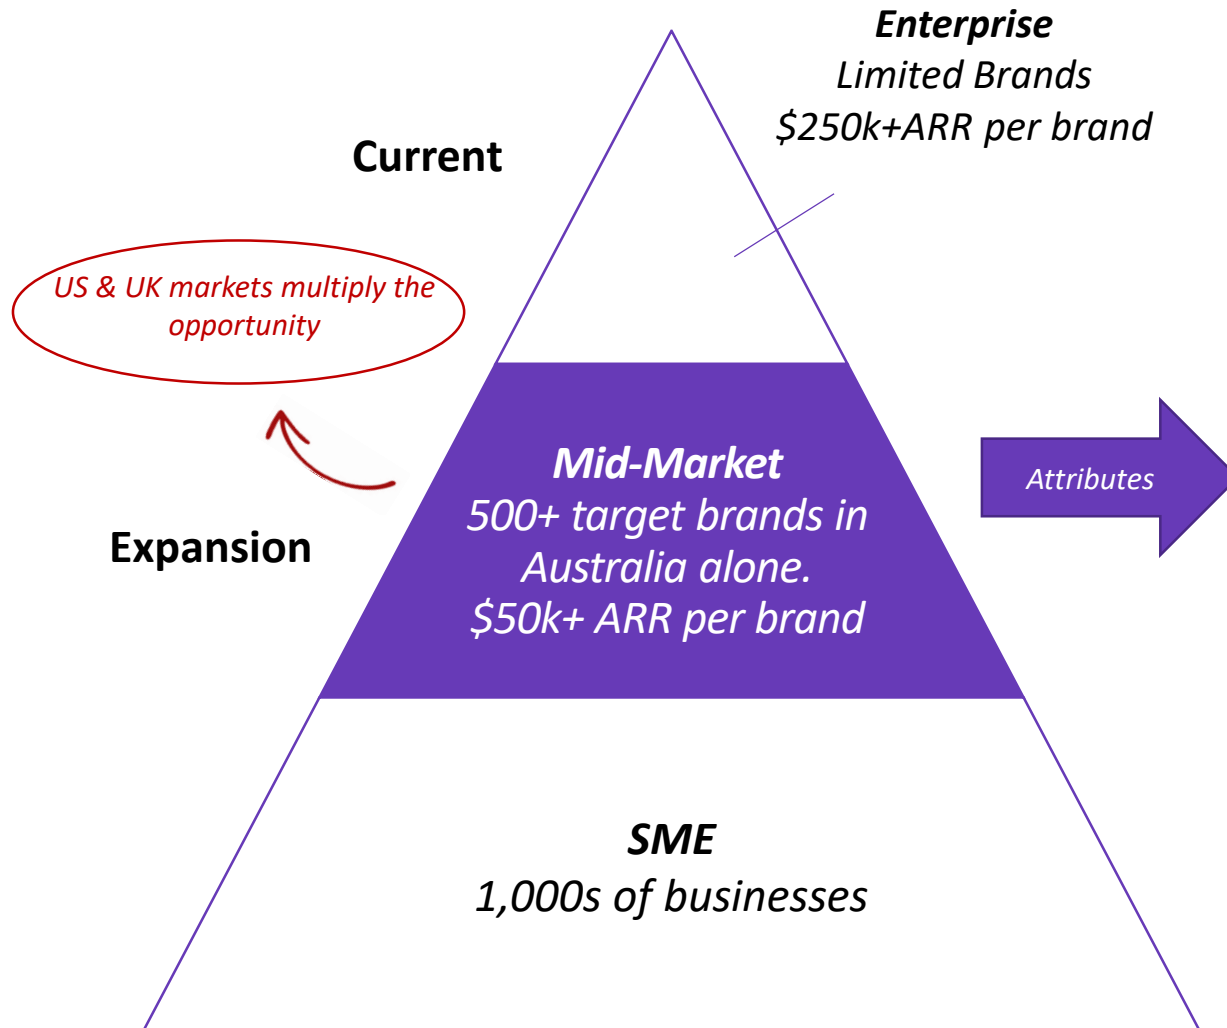 Enterprise
Limited Brands
$250k+ARR per brand
Current
US & UK markets multiply the
opportunity
Mid-Market
500+ target brands in
Australia alone.
$50k+ ARR per brand
Attributes
Expansion
SME
1,000s of businesses